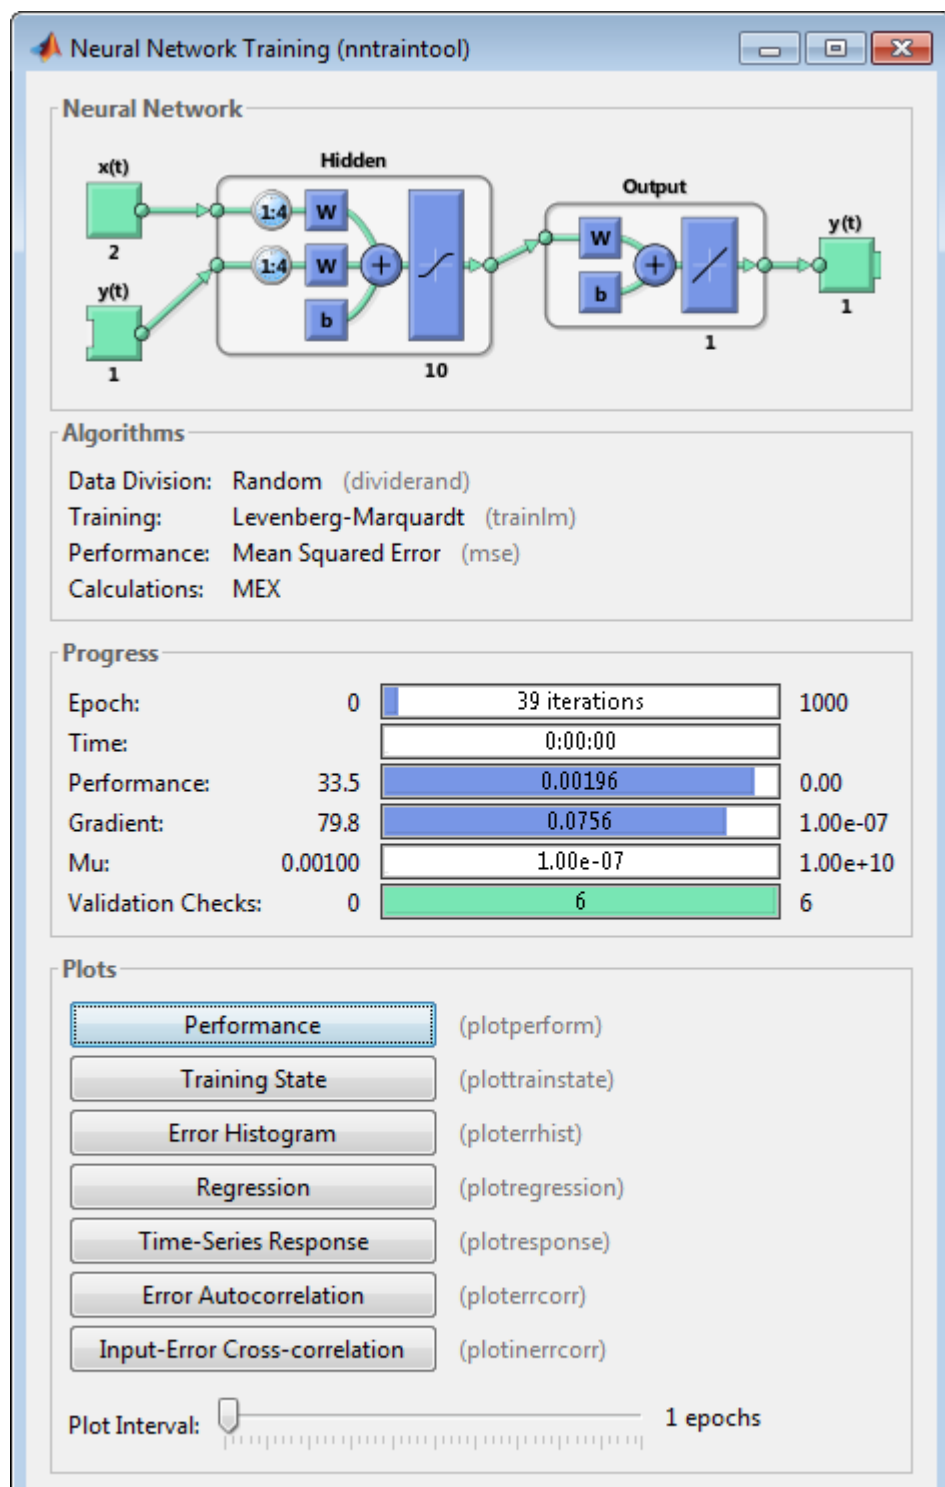 Neural Network Training (nntraintool)
Neural Network
x(t)
Hidden
Output
1:4 W
W
y(t)
2
1:4 W
y(t)
b
b
1
1
1
10
Algorithms
Data Division: Random (dividerand)
Training: Levenberg-Marquardt (trainlm)
Performance: Mean Squared Error (mse)
Calculations: MEX
Progress
Epoch: 0 39 iterations 1000
Time: 0:00:00
Performance: 33.5 0.00196 0.00
Gradient: 79.8 0.0756 1.00e-07
Mu: 0.00100 1.00e-07 1.00e+10
Validation Checks: 0 6 6
Plots
Performance (plotperform)
Training State (plottrainstate)
Error Histogram (ploterrhist)
Regression (plotregression)
Time-Series Response (plotresponse)
Error Autocorrelation (ploterrcorr)
Input-Error Cross-correlation (plotinerrcorr)
Plot Interval: 1 epochs